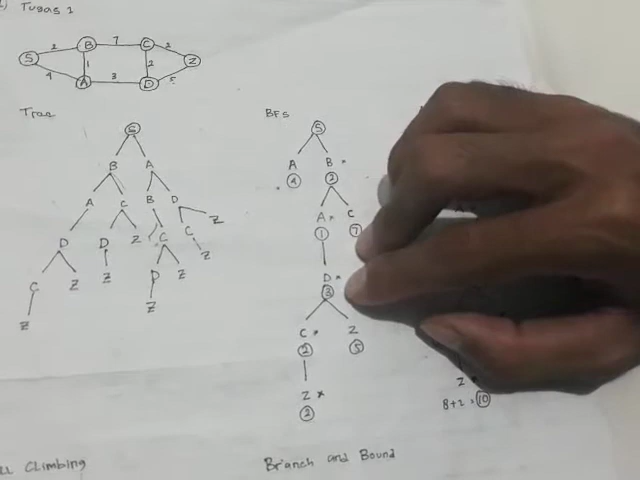 Tugas 1
2 B 7 C 2
S 1 2 Z
4 A 3 D 5
Tree
BFS
S
S
B A
A B
4 2
A C B D
A C
Z
1 7
D D Z C C
Z
D
3
C Z Z D Z
C Z
2 5
Z Z
Z
2
Z
8+2 = 10
Climbing
Branch and Bound